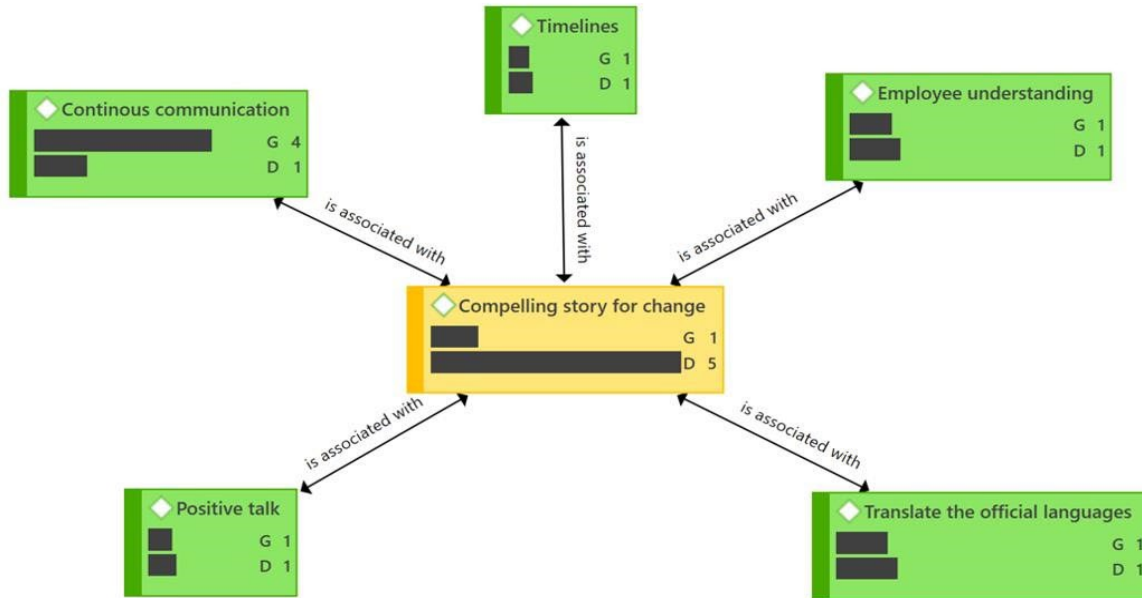 Timelines
G 1
D 1
Continous communication
G 4
D 1
Employee understanding
G 1
D 1
is associated with
is associated with
is associated with
Compelling story for change
G 1
D 5
is associated with
is associated with
Positive talk
G 1
D 1
Translate the official languages
G 1
D 1